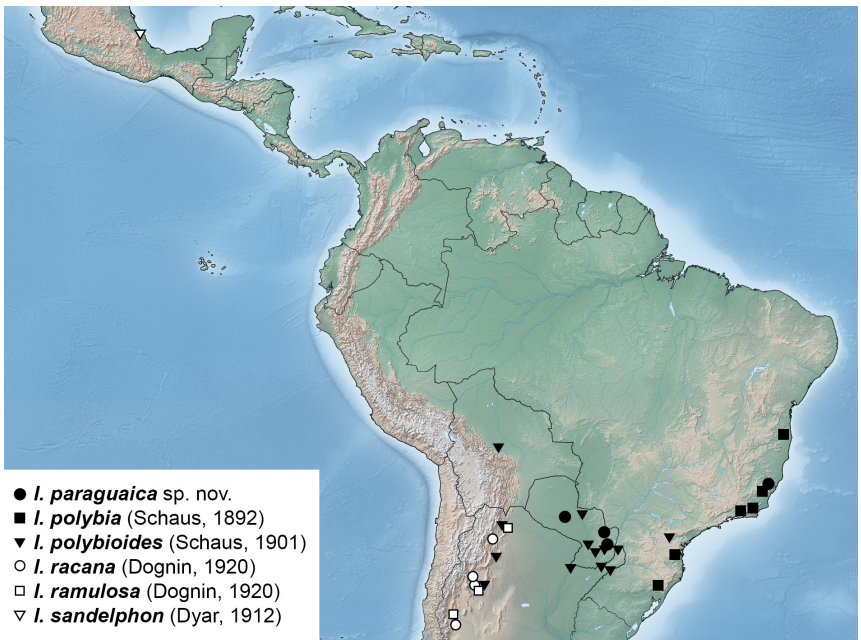 I. paraguaica sp. nov.
I. polybia (Schaus, 1892)
I. polybioides (Schaus, 1901)
I. racana (Dognin, 1920)
I. ramulosa (Dognin, 1920)
I. sandelphon (Dyar, 1912)